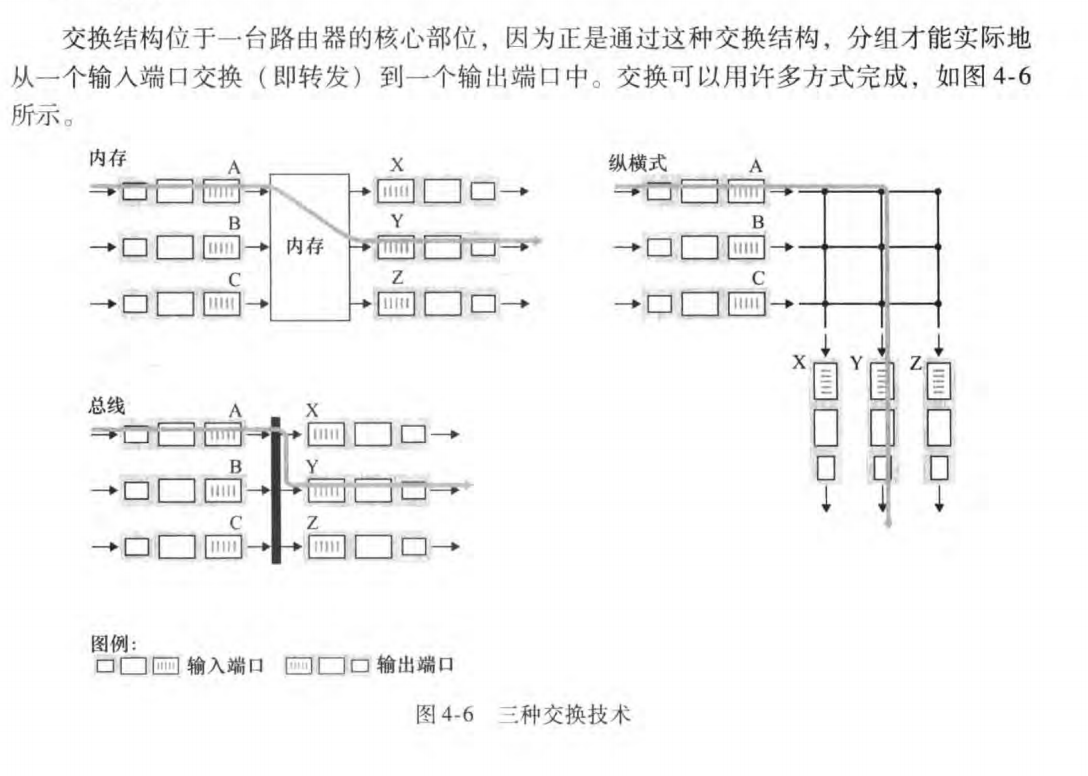 交换结构位于一台路由器的核心部位，因为正是通过这种交换结构，分组才能实际地
从一个输入端口交换（即转发）到一个输出端口中。交换可以用许多方式完成，如图4-6
所示。
内存
A
X
B
内存
Y
C
Z
纵横式
A
B
C
X
Y
Z
总线
A
X
B
Y
C
Z
图例：
输入端口
输出端口
图4-6 三种交换技术